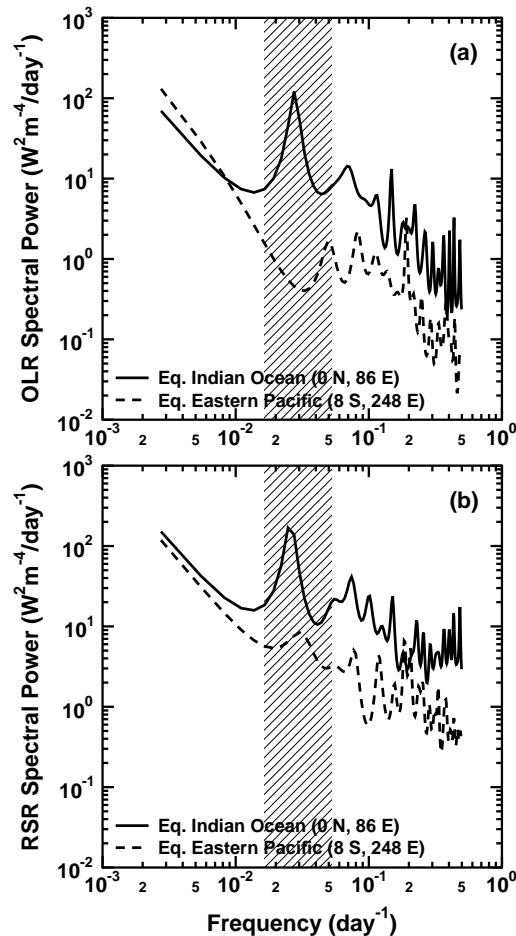 (a)
OLR Spectral Power (W²m⁻⁴/day⁻¹)
10³
10²
10¹
10⁰
10⁻¹
10⁻²
Eq. Indian Ocean (0 N, 86 E)
Eq. Eastern Pacific (8 S, 248 E)
10⁻³ 2 5 10⁻² 2 5 10⁻¹ 2 5 10⁰
(b)
RSR Spectral Power (W²m⁻⁴/day⁻¹)
10³
10²
10¹
10⁰
10⁻¹
10⁻²
Eq. Indian Ocean (0 N, 86 E)
Eq. Eastern Pacific (8 S, 248 E)
10⁻³ 2 5 10⁻² 2 5 10⁻¹ 2 5 10⁰
Frequency (day⁻¹)